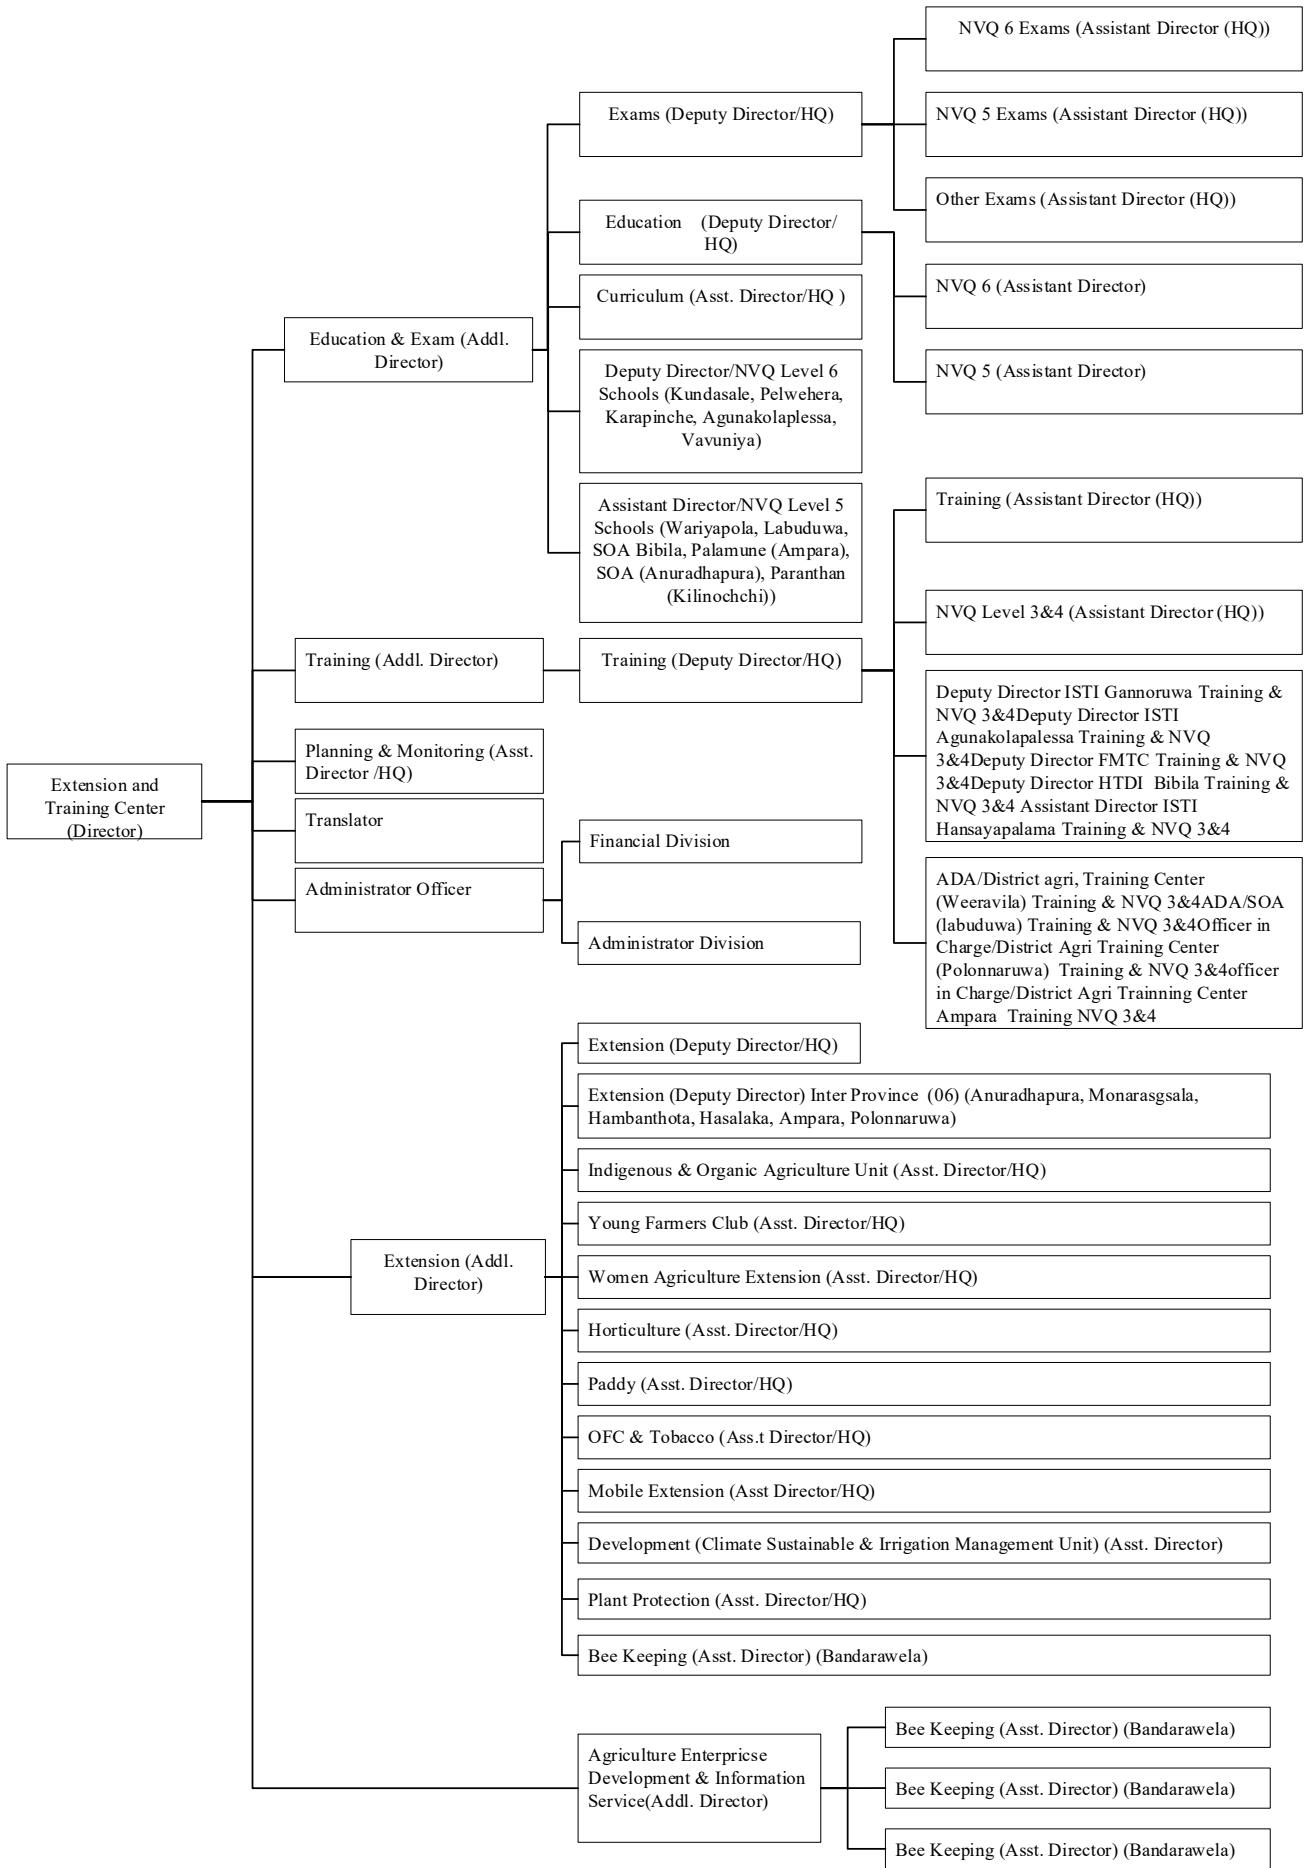 Extension and
Training Center
(Director)
Education & Exam (Addl.
Director)
Exams (Deputy Director/HQ)
NVQ 6 Exams (Assistant Director (HQ))
NVQ 5 Exams (Assistant Director (HQ))
Other Exams (Assistant Director (HQ))
Education (Deputy Director/
HQ)
NVQ 6 (Assistant Director)
NVQ 5 (Assistant Director)
Curriculum (Asst. Director/HQ )
Deputy Director/NVQ Level 6
Schools (Kundasale, Pelwehera,
Karapinche, Agunakolaplessa,
Vavuniya)
Assistant Director/NVQ Level 5
Schools (Wariyapola, Labuduwa,
SOA Bibila, Palamune (Ampara),
SOA (Anuradhapura), Paranthan
(Kilinochchi))
Training (Addl. Director)
Training (Deputy Director/HQ)
Training (Assistant Director (HQ))
NVQ Level 3&4 (Assistant Director (HQ))
Deputy Director ISTI Gannoruwa Training &
NVQ 3&4Deputy Director ISTI
Agunakolapalessa Training & NVQ
3&4Deputy Director FMTC Training & NVQ
3&4Deputy Director HTDI Bibila Training &
NVQ 3&4 Assistant Director ISTI
Hansayapalama Training & NVQ 3&4
ADA/District agri, Training Center
(Weeravila) Training & NVQ 3&4ADA/SOA
(labuduwa) Training & NVQ 3&4Officer in
Charge/District Agri Training Center
(Polonnaruwa) Training & NVQ 3&4officer
in Charge/District Agri Trainning Center
Ampara Training NVQ 3&4
Planning & Monitoring (Asst.
Director /HQ)
Translator
Administrator Officer
Financial Division
Administrator Division
Extension (Addl.
Director)
Extension (Deputy Director/HQ)
Extension (Deputy Director) Inter Province (06) (Anuradhapura, Monarasgsala,
Hambanthota, Hasalaka, Ampara, Polonnaruwa)
Indigenous & Organic Agriculture Unit (Asst. Director/HQ)
Young Farmers Club (Asst. Director/HQ)
Women Agriculture Extension (Asst. Director/HQ)
Horticulture (Asst. Director/HQ)
Paddy (Asst. Director/HQ)
OFC & Tobacco (Ass.t Director/HQ)
Mobile Extension (Asst Director/HQ)
Development (Climate Sustainable & Irrigation Management Unit) (Asst. Director)
Plant Protection (Asst. Director/HQ)
Bee Keeping (Asst. Director) (Bandarawela)
Agriculture Enterpricse
Development & Information
Service(Addl. Director)
Bee Keeping (Asst. Director) (Bandarawela)
Bee Keeping (Asst. Director) (Bandarawela)
Bee Keeping (Asst. Director) (Bandarawela)